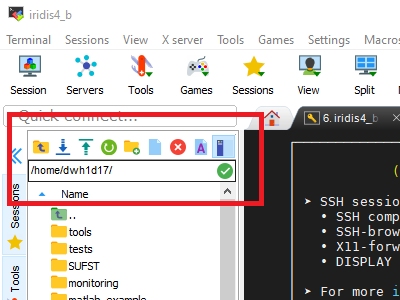 iridis4_b
Terminal Sessions View X server Tools Games Settings Macros
Session Servers Tools Games Sessions View Split
Quick connect...
6. iridis4_b
/home/dwh1d17/
Name
..
tools
tests
SUFST
monitoring
matlab_example
Sessions
Tools
(
➤ SSH sessio
• SSH comp
• SSH-brow
• X11-forw
• DISPLAY
➤ For more i